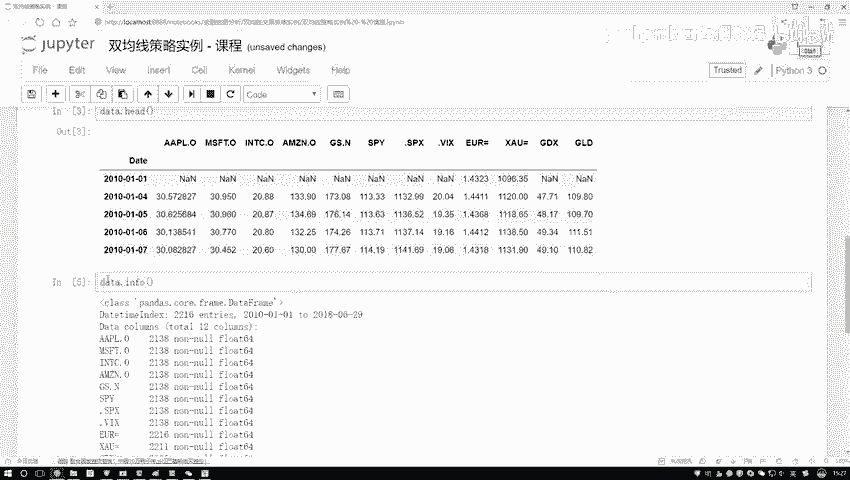 双均线策略实例 - 课程
jupyter 双均线策略实例 - 课程 (unsaved changes)
File Edit View Insert Cell Kernel Widgets Help
Trusted Python 3
Code
In [3]: data.head()
Out[3]:
AAPL.O MSFT.O INTC.O AMZN.O GS.N SPY .SPX .VIX EUR= XAU= GDX GLD
Date
2010-01-01 NaN NaN NaN NaN NaN NaN NaN NaN 1.4323 1096.35 NaN NaN
2010-01-04 30.572827 30.950 20.88 133.90 173.08 113.33 1132.99 20.04 1.4411 1120.00 47.71 109.80
2010-01-05 30.625684 30.960 20.87 134.69 176.14 113.63 1136.52 19.35 1.4368 1118.65 48.17 109.70
2010-01-06 30.138541 30.770 20.80 132.25 174.26 113.71 1137.14 19.16 1.4412 1138.50 49.34 111.51
2010-01-07 30.082827 30.452 20.60 130.00 177.67 114.19 1141.69 19.06 1.4318 1131.90 49.10 110.82
In [5]: data.info()
<class 'pandas.core.frame.DataFrame'>
DatetimeIndex: 2216 entries, 2010-01-01 to 2018-06-29
Data columns (total 12 columns):
AAPL.O 2138 non-null float64
MSFT.O 2138 non-null float64
INTC.O 2138 non-null float64
AMZN.O 2138 non-null float64
GS.N 2138 non-null float64
SPY 2138 non-null float64
.SPX 2138 non-null float64
.VIX 2138 non-null float64
EUR= 2216 non-null float64
XAU= 2211 non-null float64
15:27